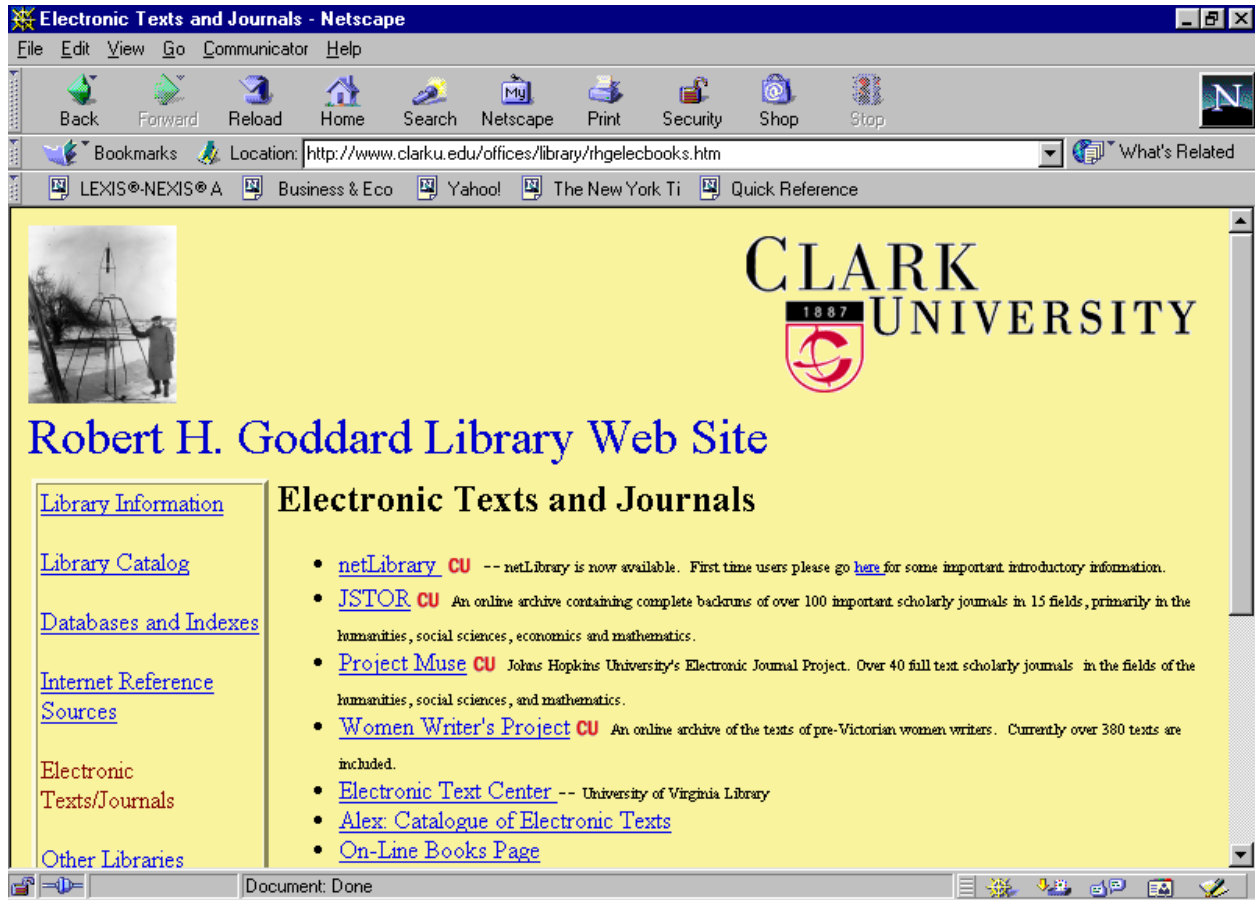 Electronic Texts and Journals - Netscape
File Edit View Go Communicator Help
Back Forward Reload Home Search Netscape Print Security Shop Stop
My
N
Bookmarks Location: http://www.clarku.edu/offices/library/rhgelecbooks.htm What's Related
LEXIS®-NEXIS® A Business & Eco Yahoo! The New York Ti Quick Reference
CLARK
1887 UNIVERSITY
Robert H. Goddard Library Web Site
Library Information
Library Catalog
Databases and Indexes
Internet Reference
Sources
Electronic
Texts/Journals
Other Libraries
Electronic Texts and Journals
• netLibrary CU -- netLibrary is now available. First time users please go here for some important introductory information.
• JSTOR CU An online archive containing complete backruns of over 100 important scholarly journals in 15 fields, primarily in the
humanities, social sciences, economics and mathematics.
• Project Muse CU Johns Hopkins University's Electronic Journal Project. Over 40 full text scholarly journals in the fields of the
humanities, social sciences, and mathematics.
• Women Writer's Project CU An online archive of the texts of pre-Victorian women writers. Currently over 380 texts are
included.
• Electronic Text Center -- University of Virginia Library
• Alex: Catalogue of Electronic Texts
• On-Line Books Page
Document: Done